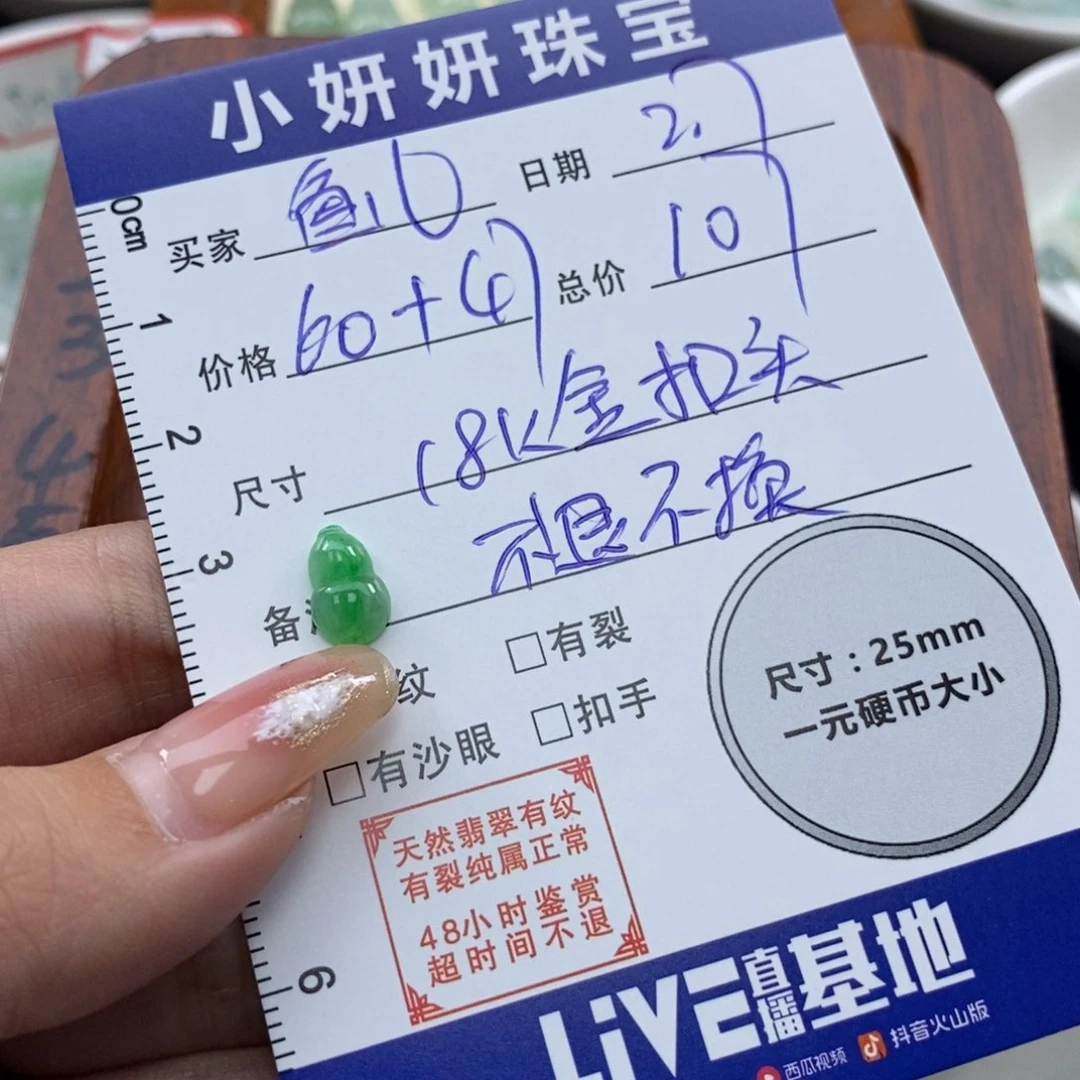 小妍妍珠宝
买家 鱼
日期 2.7
0cm
价格 60+47
总价 107
1
尺寸 18K金扣头
2
备 不退不换
3
纹
□有裂
□有沙眼
□扣手
尺寸：25mm
一元硬币大小
天然翡翠有纹
有裂纯属正常
48小时鉴赏
超时间不退
6
LiVE直播基地
西瓜视频 抖音火山版